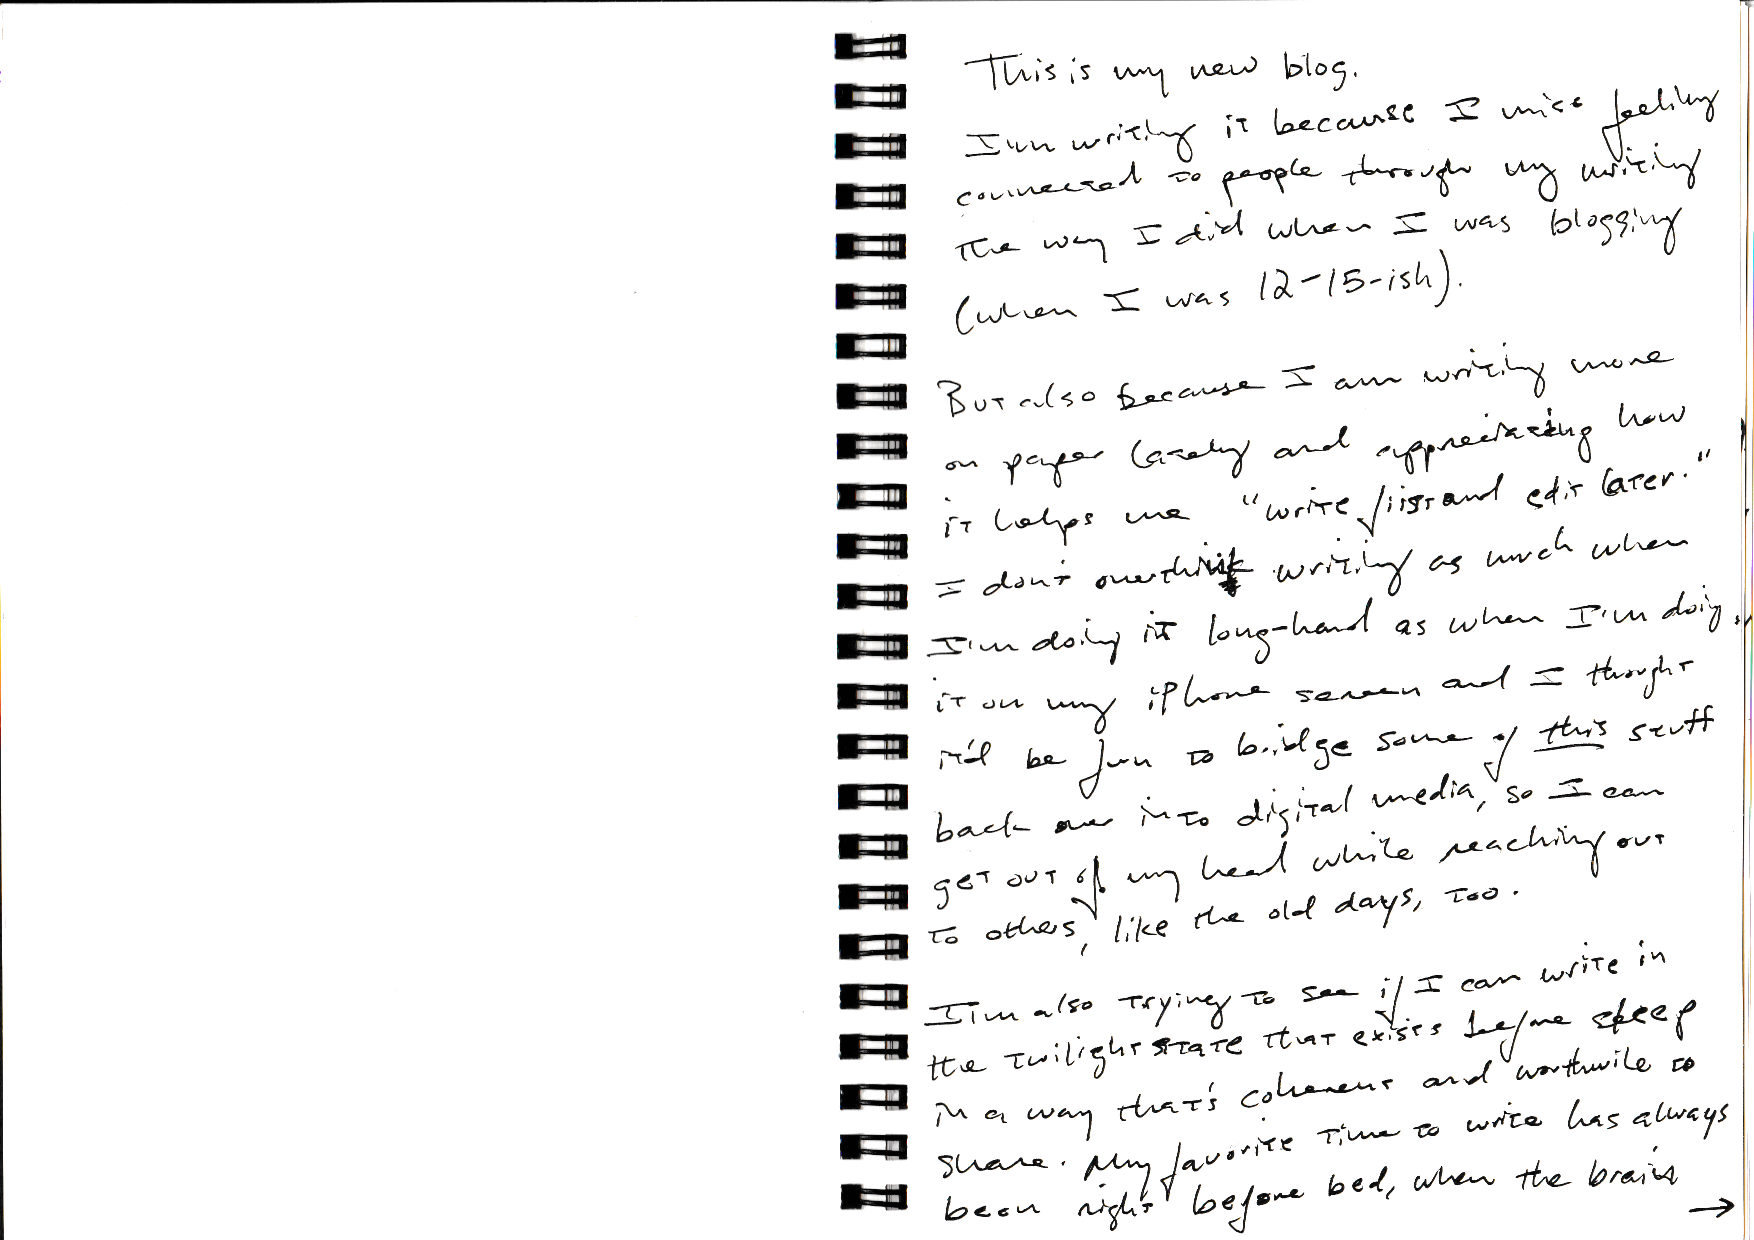 This is my new blog.
I'm writing it because I miss feeling
connected to people through my writing
the way I did when I was blogging
(when I was 12-15-ish).
But also because I am writing more
on paper lately and appreciating how
it helps me "write first and edit later."
I don't overthink writing as much when
I'm doing it long-hand as when I'm doing
it on my iPhone screen and I thought
it'd be fun to bridge some of this stuff
back over into digital media, so I can
get out of my head while reaching out
to others, like the old days, too.
I'm also trying to see if I can write in
the twilight state that exists before sleep
in a way that's coherent and worthwile to
share. My favorite time to write has always
been right before bed, when the brain's
→